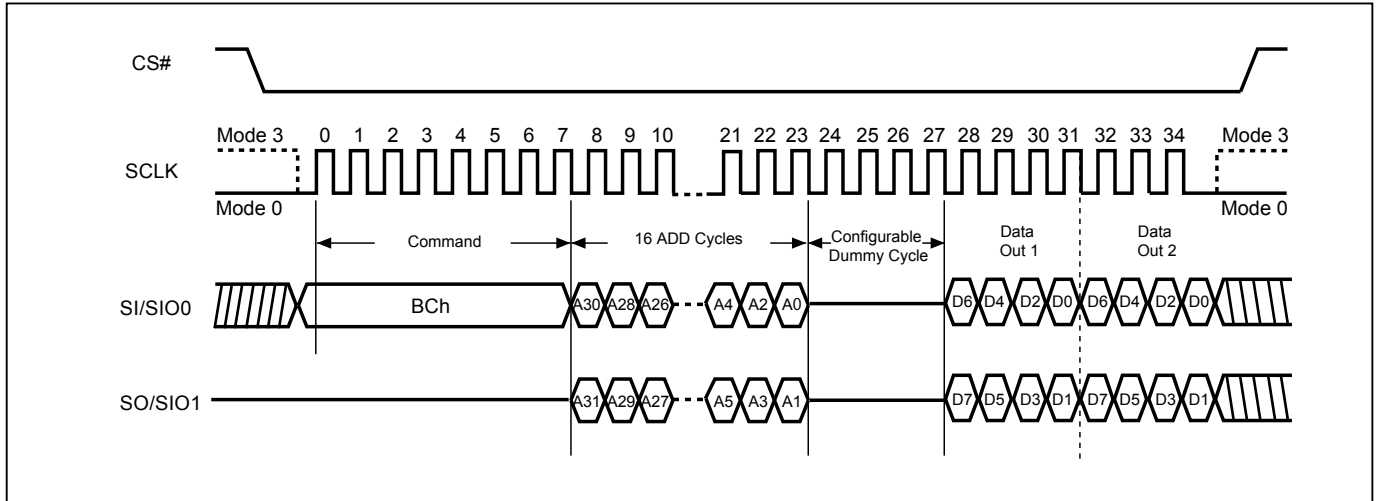 CS#
Mode 3 0 1 2 3 4 5 6 7 8 9 10 21 22 23 24 25 26 27 28 29 30 31 32 33 34 Mode 3
SCLK
Mode 0 Mode 0
Command 16 ADD Cycles Configurable Dummy Cycle Data Out 1 Data Out 2
SI/SIO0 BCh A30 A28 A26 A4 A2 A0 D6 D4 D2 D0 D6 D4 D2 D0
SO/SIO1 A31 A29 A27 A5 A3 A1 D7 D5 D3 D1 D7 D5 D3 D1